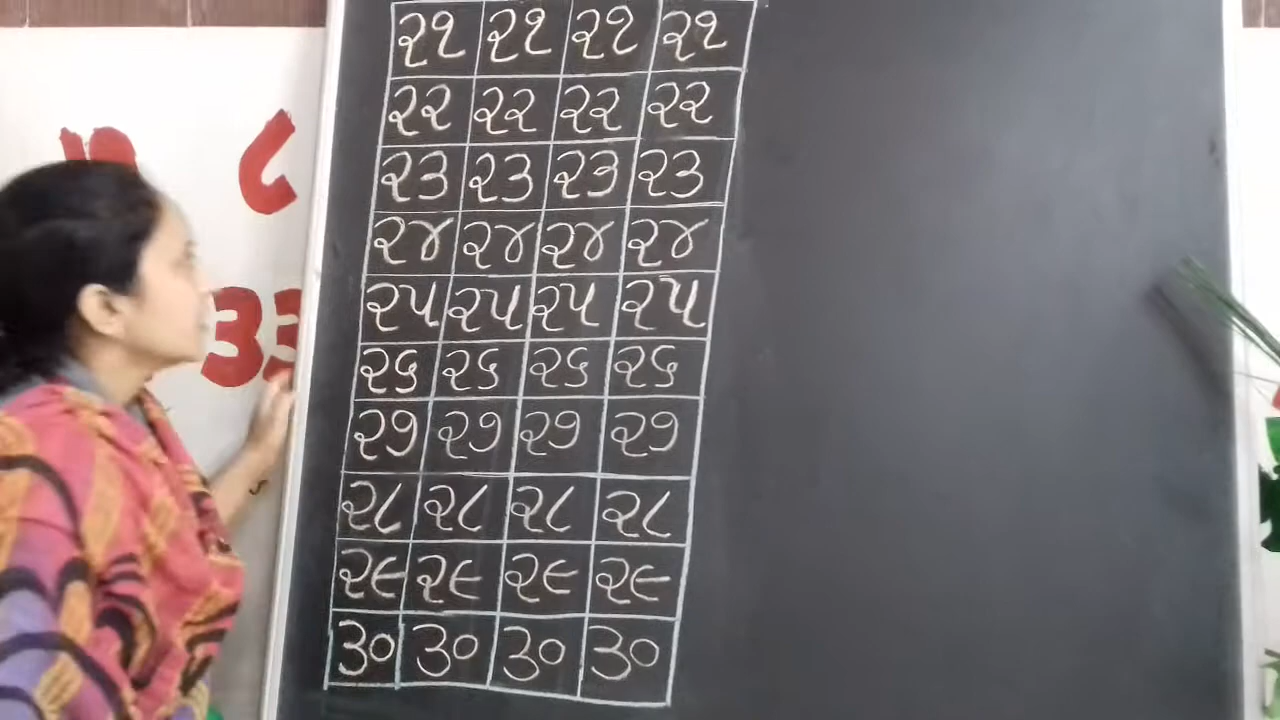 ૨૧ ૨૧ ૨૧ ૨૧
૨૨ ૨૨ ૨૨ ૨૨
૨૩ ૨૩ ૨૩ ૨૩
૨૪ ૨૪ ૨૪ ૨૪
૨૫ ૨૫ ૨૫ ૨૫
૨૬ ૨૬ ૨૬ ૨૬
૨૭ ૨૭ ૨૭ ૨૭
૨૮ ૨૮ ૨૮ ૨૮
૨૯ ૨૯ ૨૯ ૨૯
૩૦ ૩૦ ૩૦ ૩૦